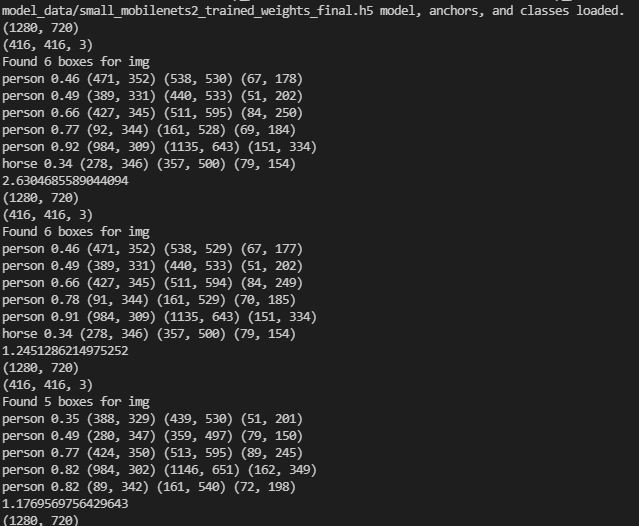 model_data/small_mobilenets2_trained_weights_final.h5 model, anchors, and classes loaded.
(1280, 720)
(416, 416, 3)
Found 6 boxes for img
person 0.46 (471, 352) (538, 530) (67, 178)
person 0.49 (389, 331) (440, 533) (51, 202)
person 0.66 (427, 345) (511, 595) (84, 250)
person 0.77 (92, 344) (161, 528) (69, 184)
person 0.92 (984, 309) (1135, 643) (151, 334)
horse 0.34 (278, 346) (357, 500) (79, 154)
2.6304685589044094
(1280, 720)
(416, 416, 3)
Found 6 boxes for img
person 0.46 (471, 352) (538, 529) (67, 177)
person 0.49 (389, 331) (440, 533) (51, 202)
person 0.66 (427, 345) (511, 594) (84, 249)
person 0.78 (91, 344) (161, 529) (70, 185)
person 0.91 (984, 309) (1135, 643) (151, 334)
horse 0.34 (278, 346) (357, 500) (79, 154)
1.2451286214975252
(1280, 720)
(416, 416, 3)
Found 5 boxes for img
person 0.35 (388, 329) (439, 530) (51, 201)
person 0.49 (280, 347) (359, 497) (79, 150)
person 0.77 (424, 350) (513, 595) (89, 245)
person 0.82 (984, 302) (1146, 651) (162, 349)
person 0.82 (89, 342) (161, 540) (72, 198)
1.1769569756429643
(1280, 720)